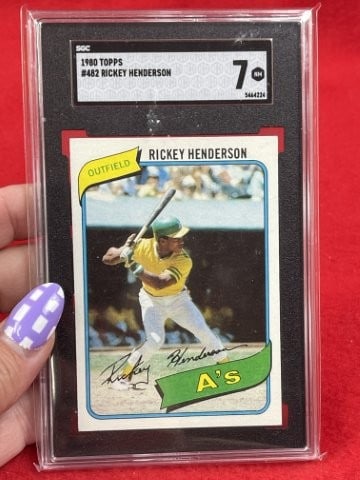 SGC
1980 TOPPS
#482 RICKEY HENDERSON
7 NM
5464224
OUTFIELD
RICKEY HENDERSON
Rickey Henderson
A's